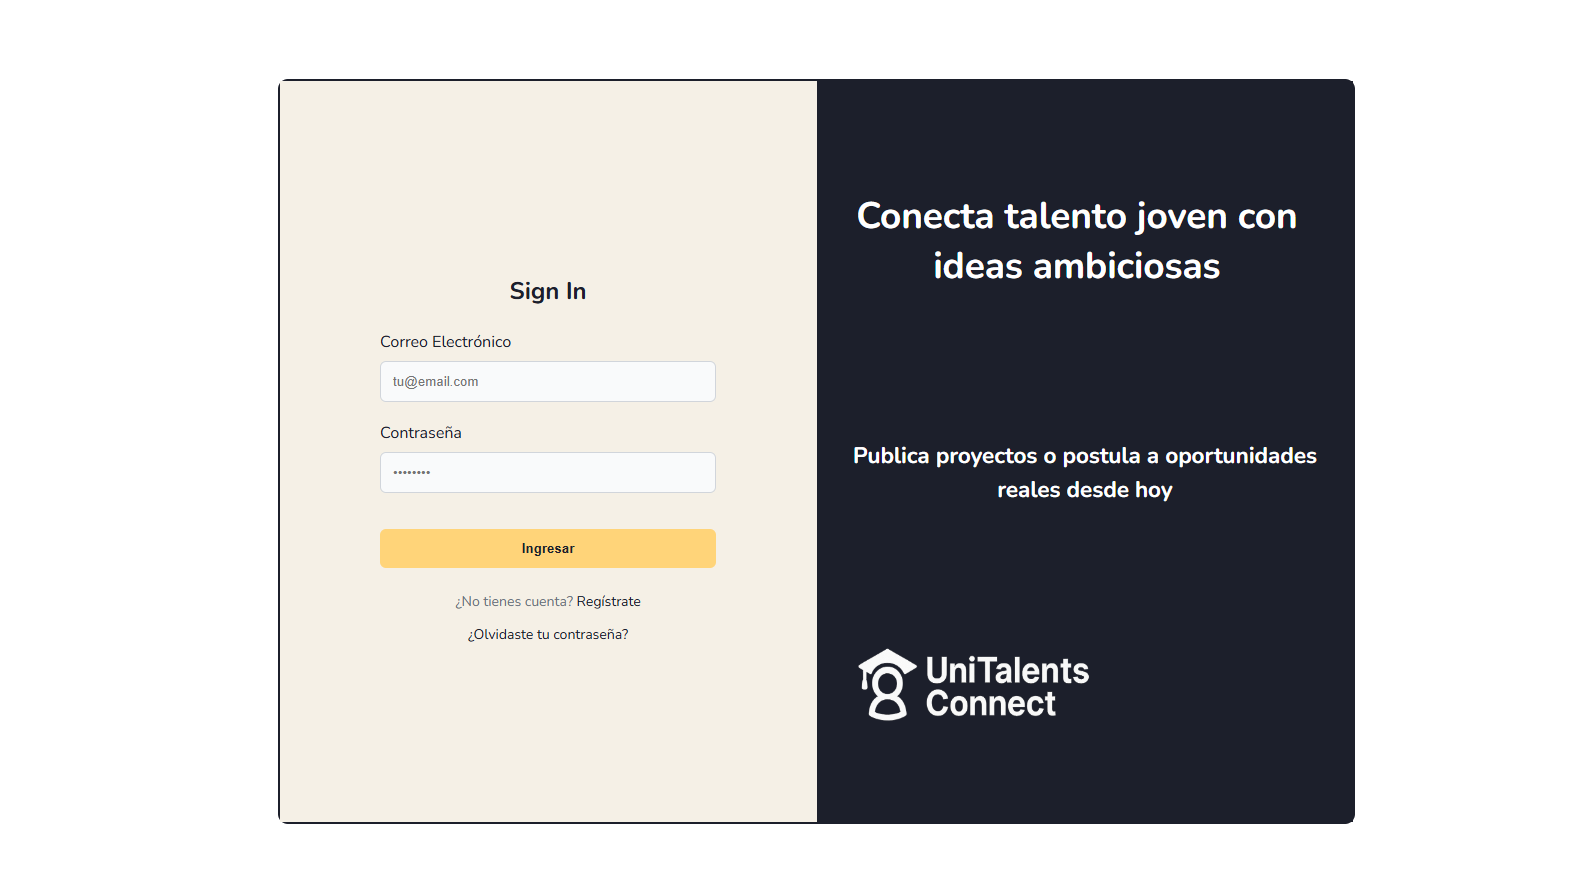 Sign In
Correo Electrónico
tu@email.com
Contraseña
••••••••
Ingresar
¿No tienes cuenta? Regístrate
¿Olvidaste tu contraseña?
Conecta talento joven con
ideas ambiciosas
Publica proyectos o postula a oportunidades
reales desde hoy
UniTalents
Connect